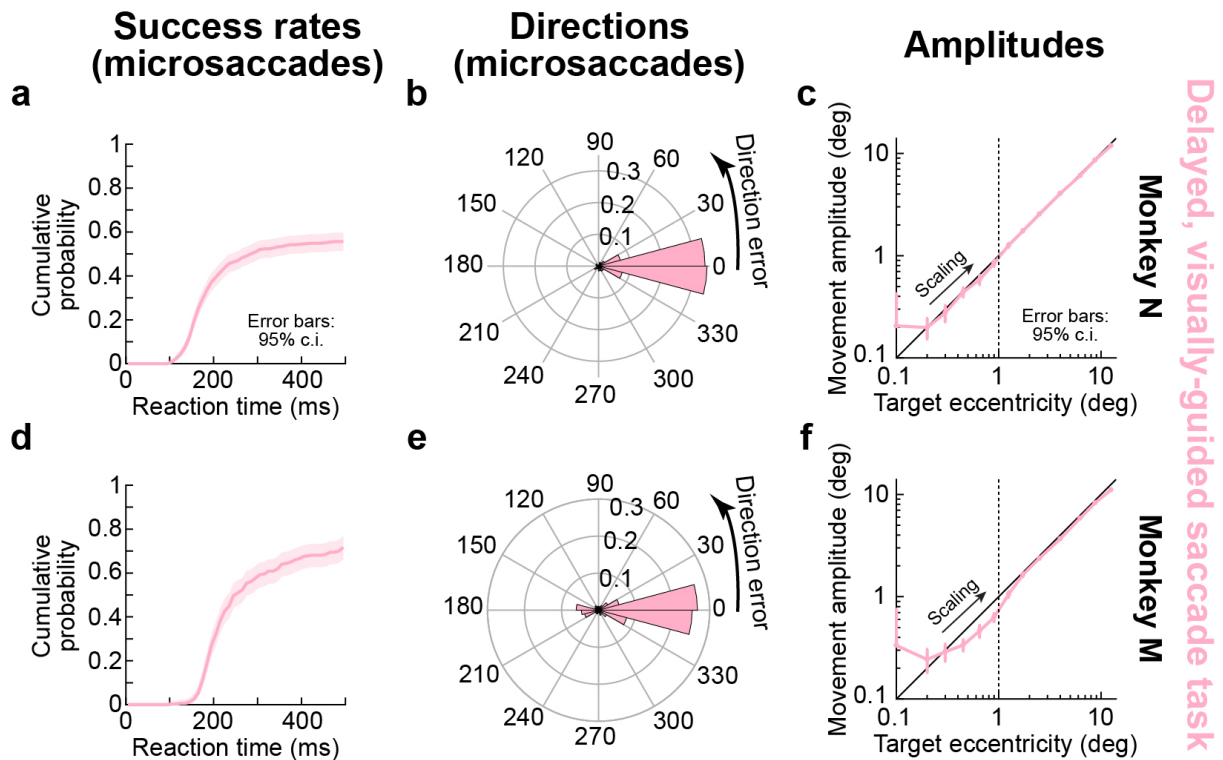 Success rates
(microsaccades)
Directions
(microsaccades)
Amplitudes
a
Cumulative
probability
1
0.8
0.6
0.4
0.2
0
0 200 400
Reaction time (ms)
Error bars:
95% c.i.
b
90
60
30
0
330
300
270
240
210
180
150
120
0.3
0.2
0.1
Direction error
c
Movement amplitude (deg)
10
1
0.1
0.1 1 10
Target eccentricity (deg)
Scaling
Error bars:
95% c.i.
Monkey N
d
Cumulative
probability
1
0.8
0.6
0.4
0.2
0
0 200 400
Reaction time (ms)
e
90
60
30
0
330
300
270
240
210
180
150
120
0.3
0.2
0.1
Direction error
f
Movement amplitude (deg)
10
1
0.1
0.1 1 10
Target eccentricity (deg)
Scaling
Monkey M
Delayed, visually-guided saccade task